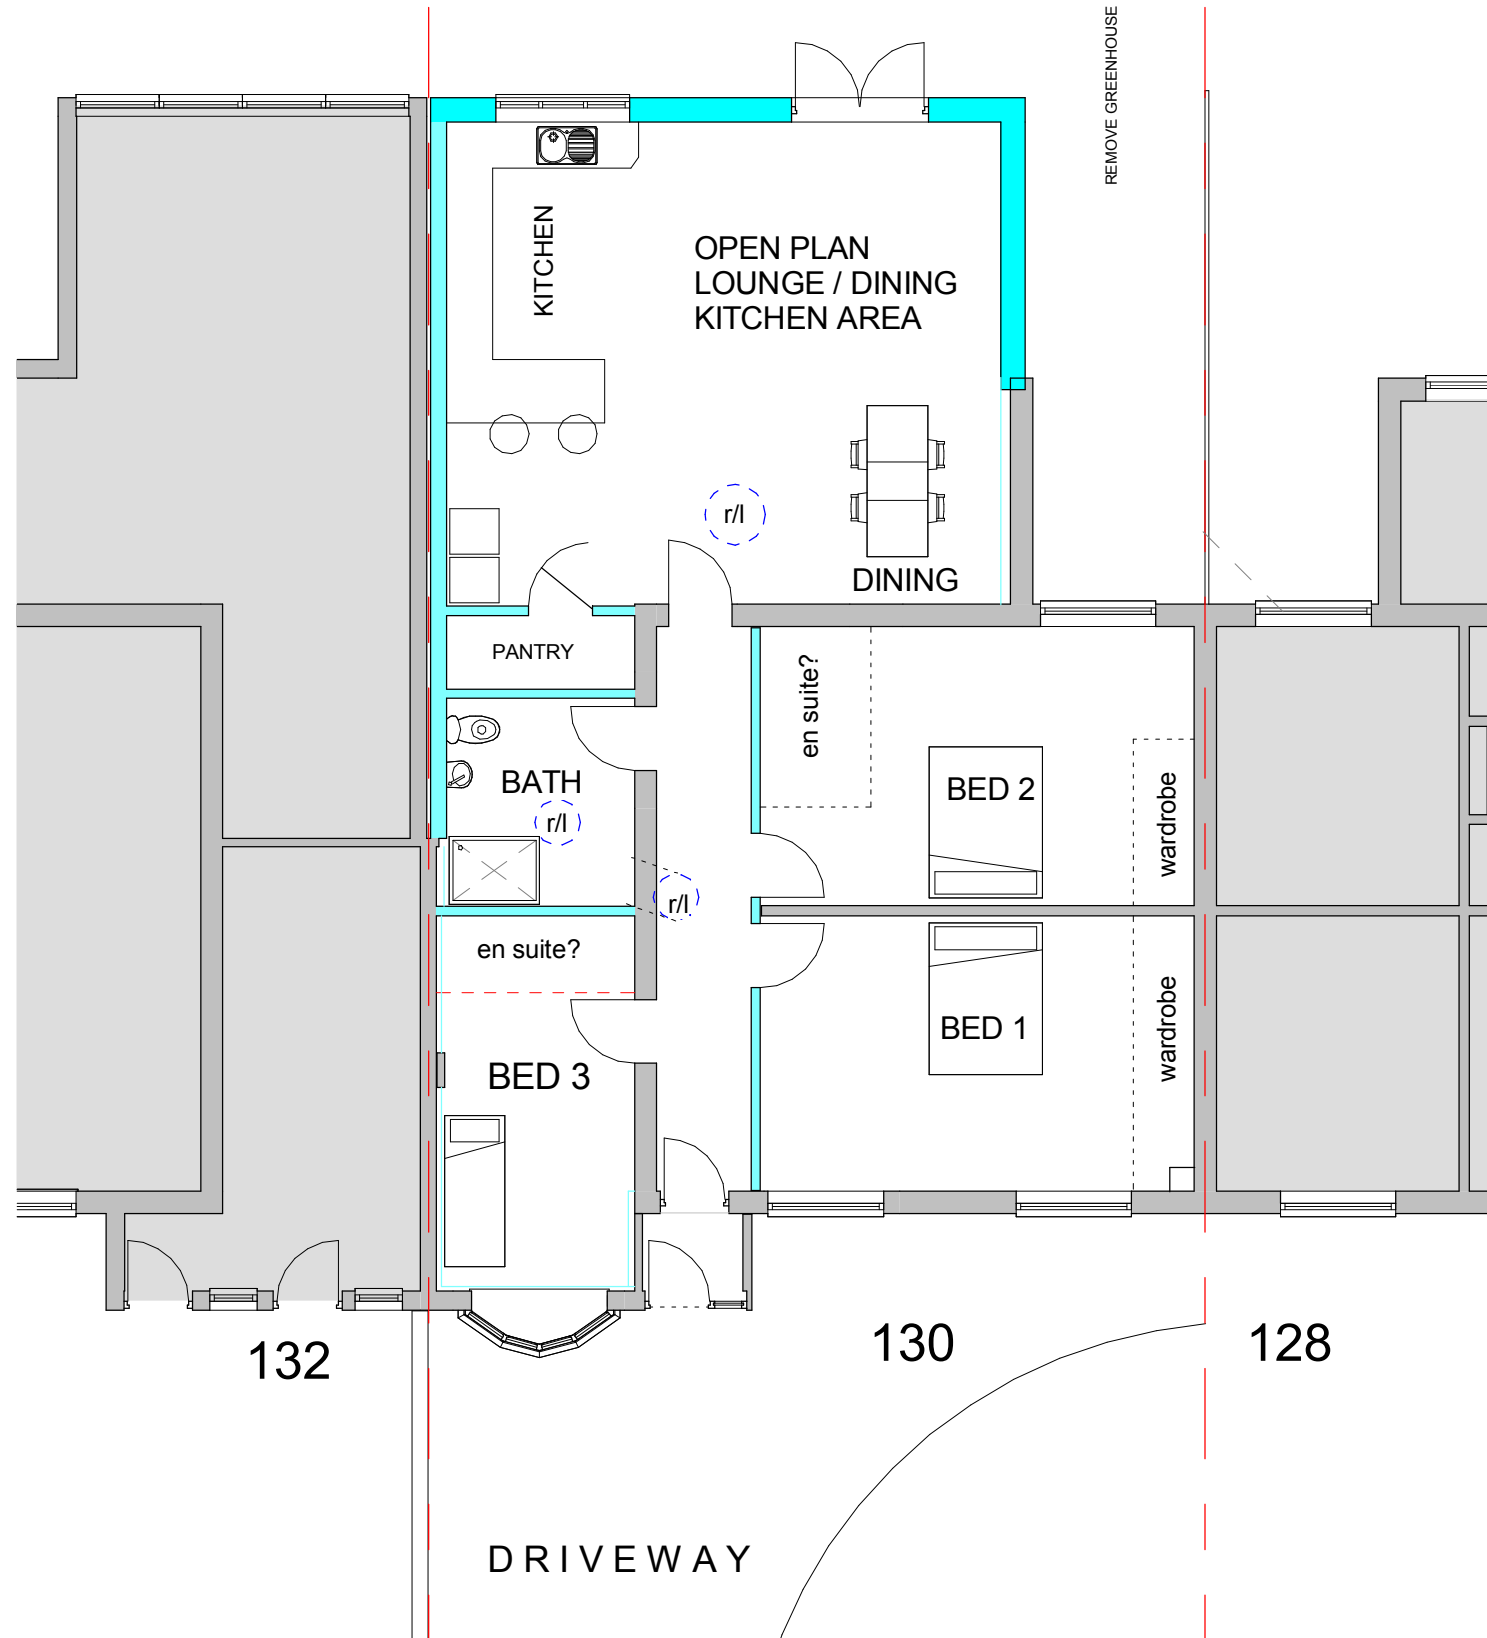 REMOVE GREENHOUSE
KITCHEN
OPEN PLAN
LOUNGE / DINING
KITCHEN AREA
r/l
DINING
PANTRY
en suite?
BATH
r/l
BED 2
wardrobe
r/l
en suite?
BED 1
wardrobe
BED 3
132
130
128
DRIVEWAY